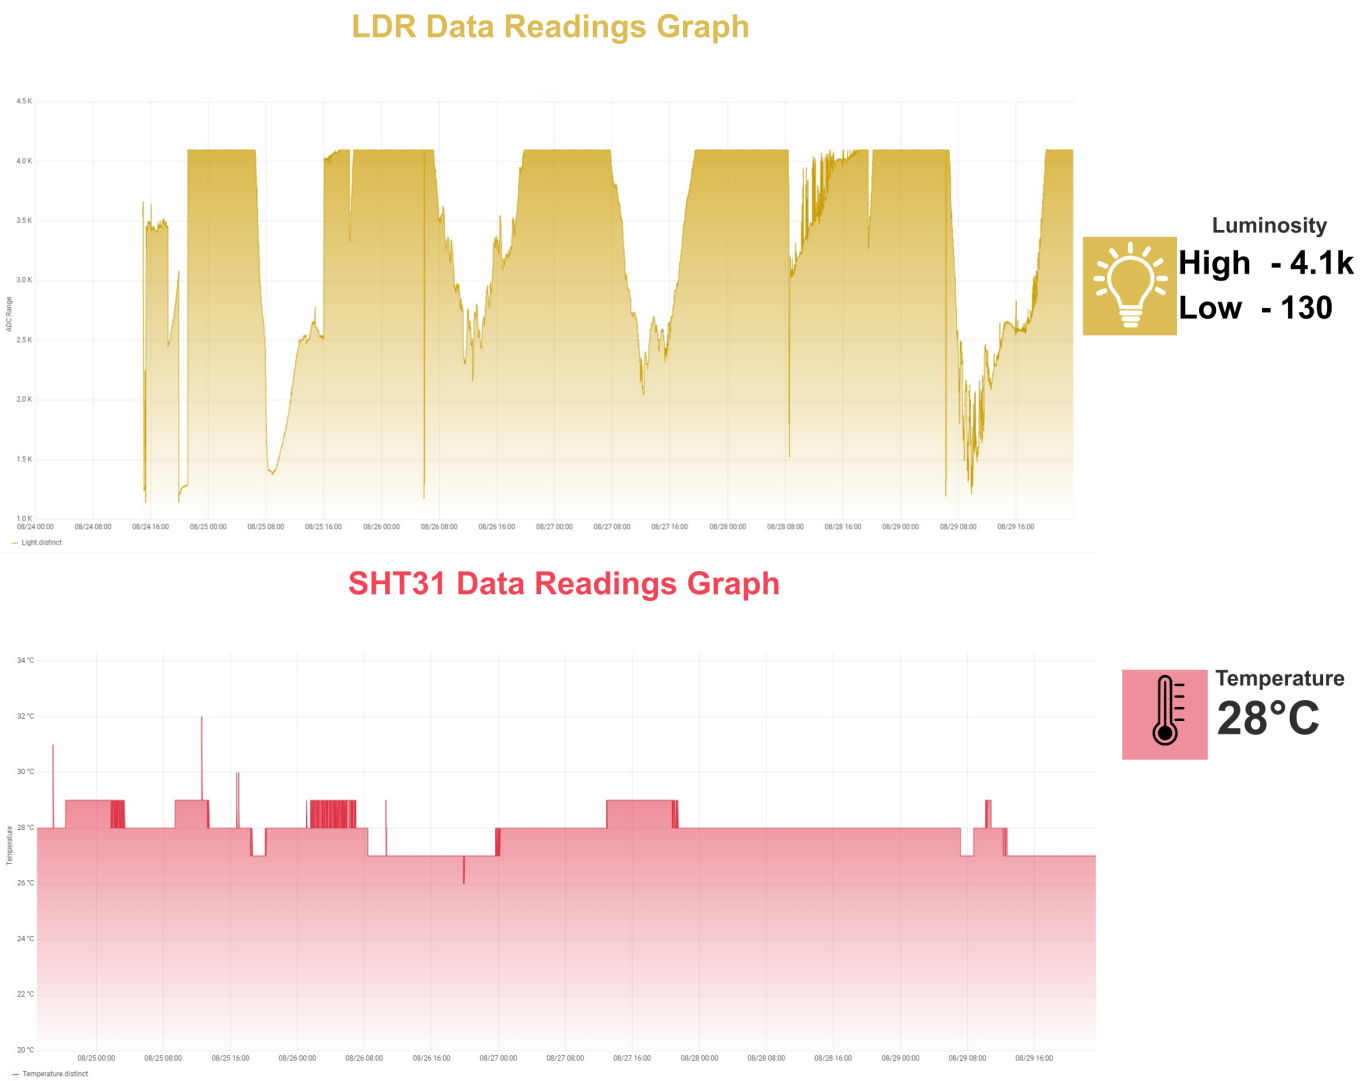 LDR Data Readings Graph
4.5 K
4.0 K
3.5 K
3.0 K
2.5 K
2.0 K
1.5 K
1.0 K
ADC Range
08/24 00:00 08/24 08:00 08/24 16:00 08/25 00:00 08/25 08:00 08/25 16:00 08/26 00:00 08/26 08:00 08/26 16:00 08/27 00:00 08/27 08:00 08/27 16:00 08/28 00:00 08/28 08:00 08/28 16:00 08/29 00:00 08/29 08:00 08/29 16:00
Light.distinct
Luminosity
High - 4.1k
Low - 130
SHT31 Data Readings Graph
34 °C
32 °C
30 °C
28 °C
26 °C
24 °C
22 °C
20 °C
Temperature
08/25 00:00 08/25 08:00 08/25 16:00 08/26 00:00 08/26 08:00 08/26 16:00 08/27 00:00 08/27 08:00 08/27 16:00 08/28 00:00 08/28 08:00 08/28 16:00 08/29 00:00 08/29 08:00 08/29 16:00
Temperature.distinct
Temperature
28°C